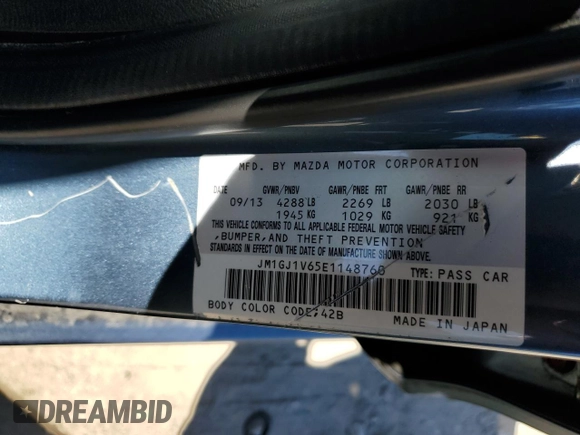 MFD. BY MAZDA MOTOR CORPORATION
DATE GVWR/PNBV GAWR/PNBE FRT GAWR/PNBE RR
09/13 4288 LB 2269 LB 2030 LB
1945 KG 1029 KG 921 KG
THIS VEHICLE CONFORMS TO ALL APPLICABLE FEDERAL MOTOR VEHICLE SAFETY
,BUMPER,AND THEFT PREVENTION
STANDARDS IN EFFECT ON THE DATE OF MANUFACTURE SHOWN ABOVE.
JM1GJ1V65E1148760 TYPE: PASS CAR
BODY COLOR CODE:42B
MADE IN JAPAN
DREAMBID